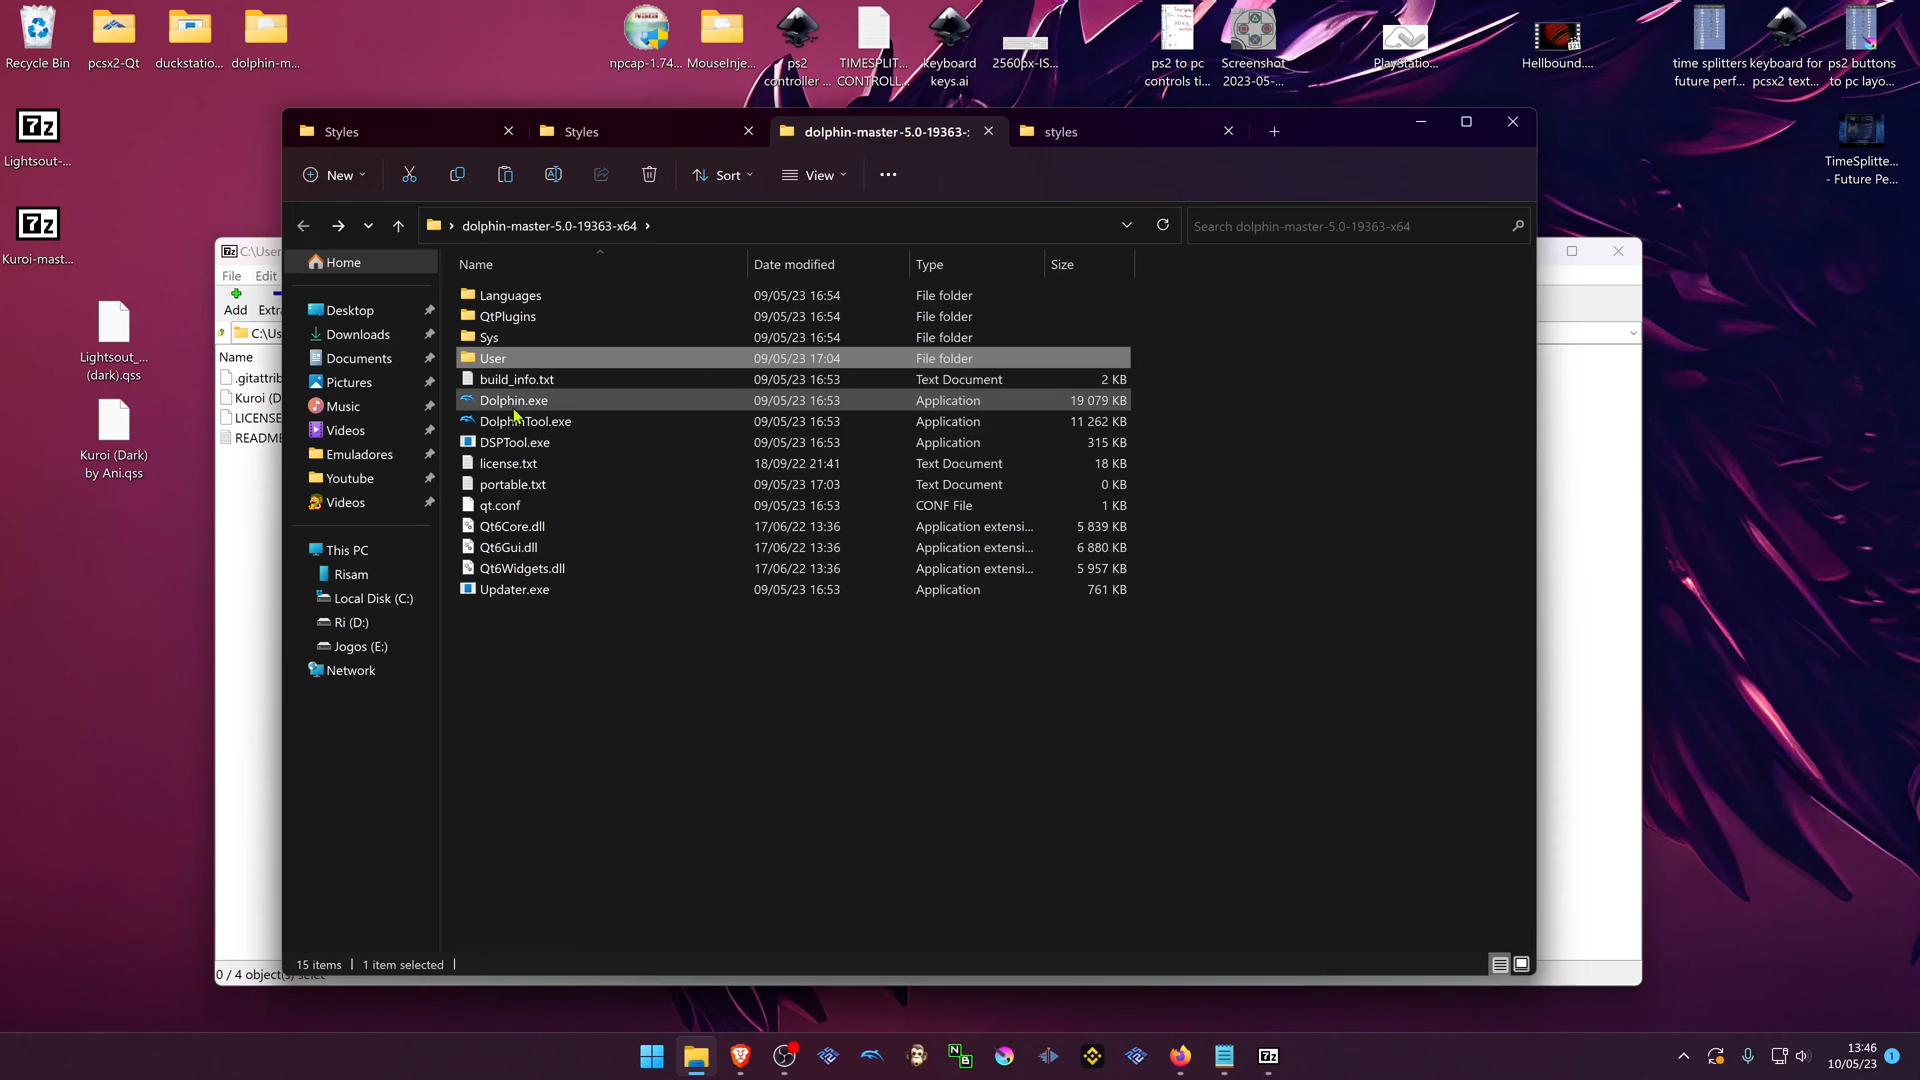 Recycle Bin
pcsx2-Qt
duckstatio...
dolphin-m...
npcap-1.74...
MouseInje...
ps2
controller ...
TIMESPLIT...
CONTROLL...
keyboard
keys.ai
2560px-IS...
ps2 to pc
controls ti...
Screenshot
2023-05-...
PlayStatio...
Hellbound....
time splitters
future perf...
keyboard for
pcsx2 text...
ps2 buttons
to pc layo...
Lightsout-...
TimeSplitte...
- Future Pe...
Kuroi-mast...
Lightsout_...
(dark).qss
Kuroi (Dark)
by Ani.qss
Styles
Styles
dolphin-master-5.0-19363-:
styles
New
Sort
View
dolphin-master-5.0-19363-x64
Search dolphin-master-5.0-19363-x64
Home
Desktop
Downloads
Documents
Pictures
Music
Videos
Emuladores
Youtube
Videos
This PC
Risam
Local Disk (C:)
Ri (D:)
Jogos (E:)
Network
Name Date modified Type Size
Languages 09/05/23 16:54 File folder
QtPlugins 09/05/23 16:54 File folder
Sys 09/05/23 16:54 File folder
User 09/05/23 17:04 File folder
build_info.txt 09/05/23 16:53 Text Document 2 KB
Dolphin.exe 09/05/23 16:53 Application 19 079 KB
DolphinTool.exe 09/05/23 16:53 Application 11 262 KB
DSPTool.exe 09/05/23 16:53 Application 315 KB
license.txt 18/09/22 21:41 Text Document 18 KB
portable.txt 09/05/23 17:03 Text Document 0 KB
qt.conf 09/05/23 16:53 CONF File 1 KB
Qt6Core.dll 17/06/22 13:36 Application extensi... 5 839 KB
Qt6Gui.dll 17/06/22 13:36 Application extensi... 6 880 KB
Qt6Widgets.dll 17/06/22 13:36 Application extensi... 5 957 KB
Updater.exe 09/05/23 16:53 Application 761 KB
15 items 1 item selected
7z C:\User
File Edit
Add Extra
C:\Us
Name
.gitattrib
Kuroi (D
LICENSE
README
0 / 4 object(s) select
13:46
10/05/23
1